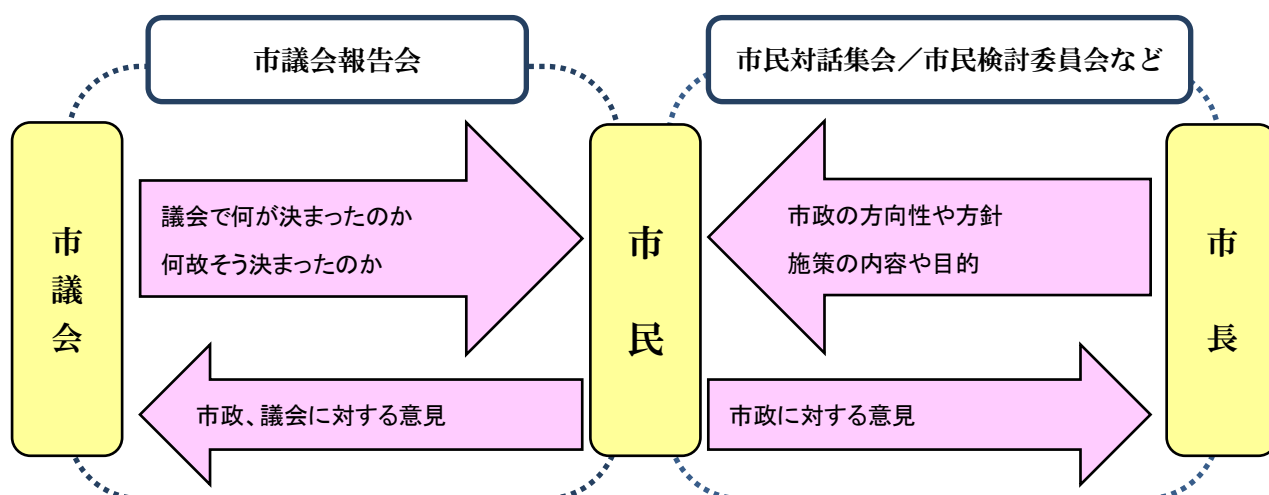 市議会報告会
市民対話集会／市民検討委員会など
市議会
議会で何が決まったのか
何故そう決まったのか
市政、議会に対する意見
市民
市政の方向性や方針
施策の内容や目的
市政に対する意見
市長